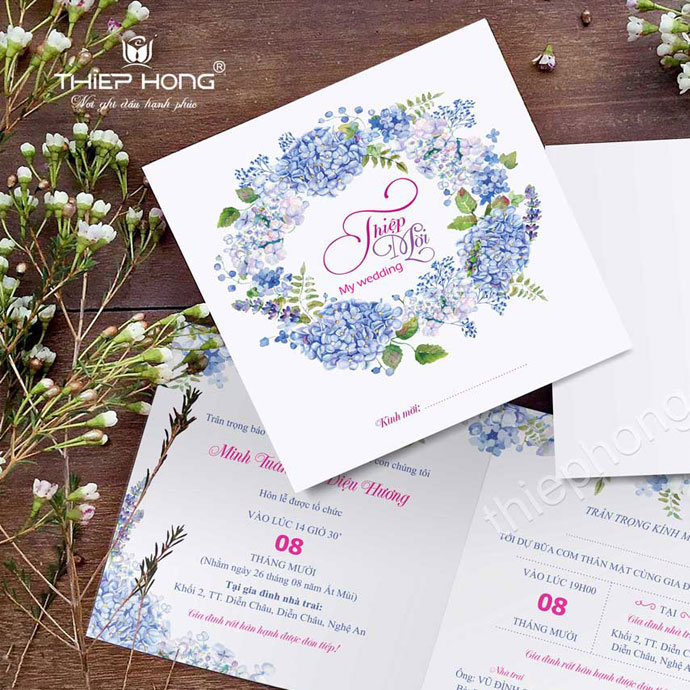 THIEP HONG®
Nơi ghi dấu hạnh phúc
Thiệp
Mời
My wedding
Kính mời: ........................
Trân trọng báo
con chúng tôi
Minh Tuấn
Diệu Hương
Hôn lễ được tổ chức
VÀO LÚC 14 GIỜ 30'
08
THÁNG MƯỜI
(Nhằm ngày 26 tháng 08 năm Ất Mùi)
Tại gia đình nhà trai:
Khối 2, TT. Diễn Châu, Diễn Châu, Nghệ An
Gia đình rất hân hạnh được đón tiếp!
thiephong
TRÂN TRỌNG KÍNH M
TỚI DỰ BỮA CƠM THÂN MẬT CÙNG GIA Đ
VÀO LÚC 19H00
08
THÁNG MƯỜI
TẠI
Gia đình nhà t
Khối 2, TT. Diễn
Diễn Châu,
Gia đình rất hân hạnh được đón tiếp!
Nhà trai
Ông: VŨ ĐÌNH